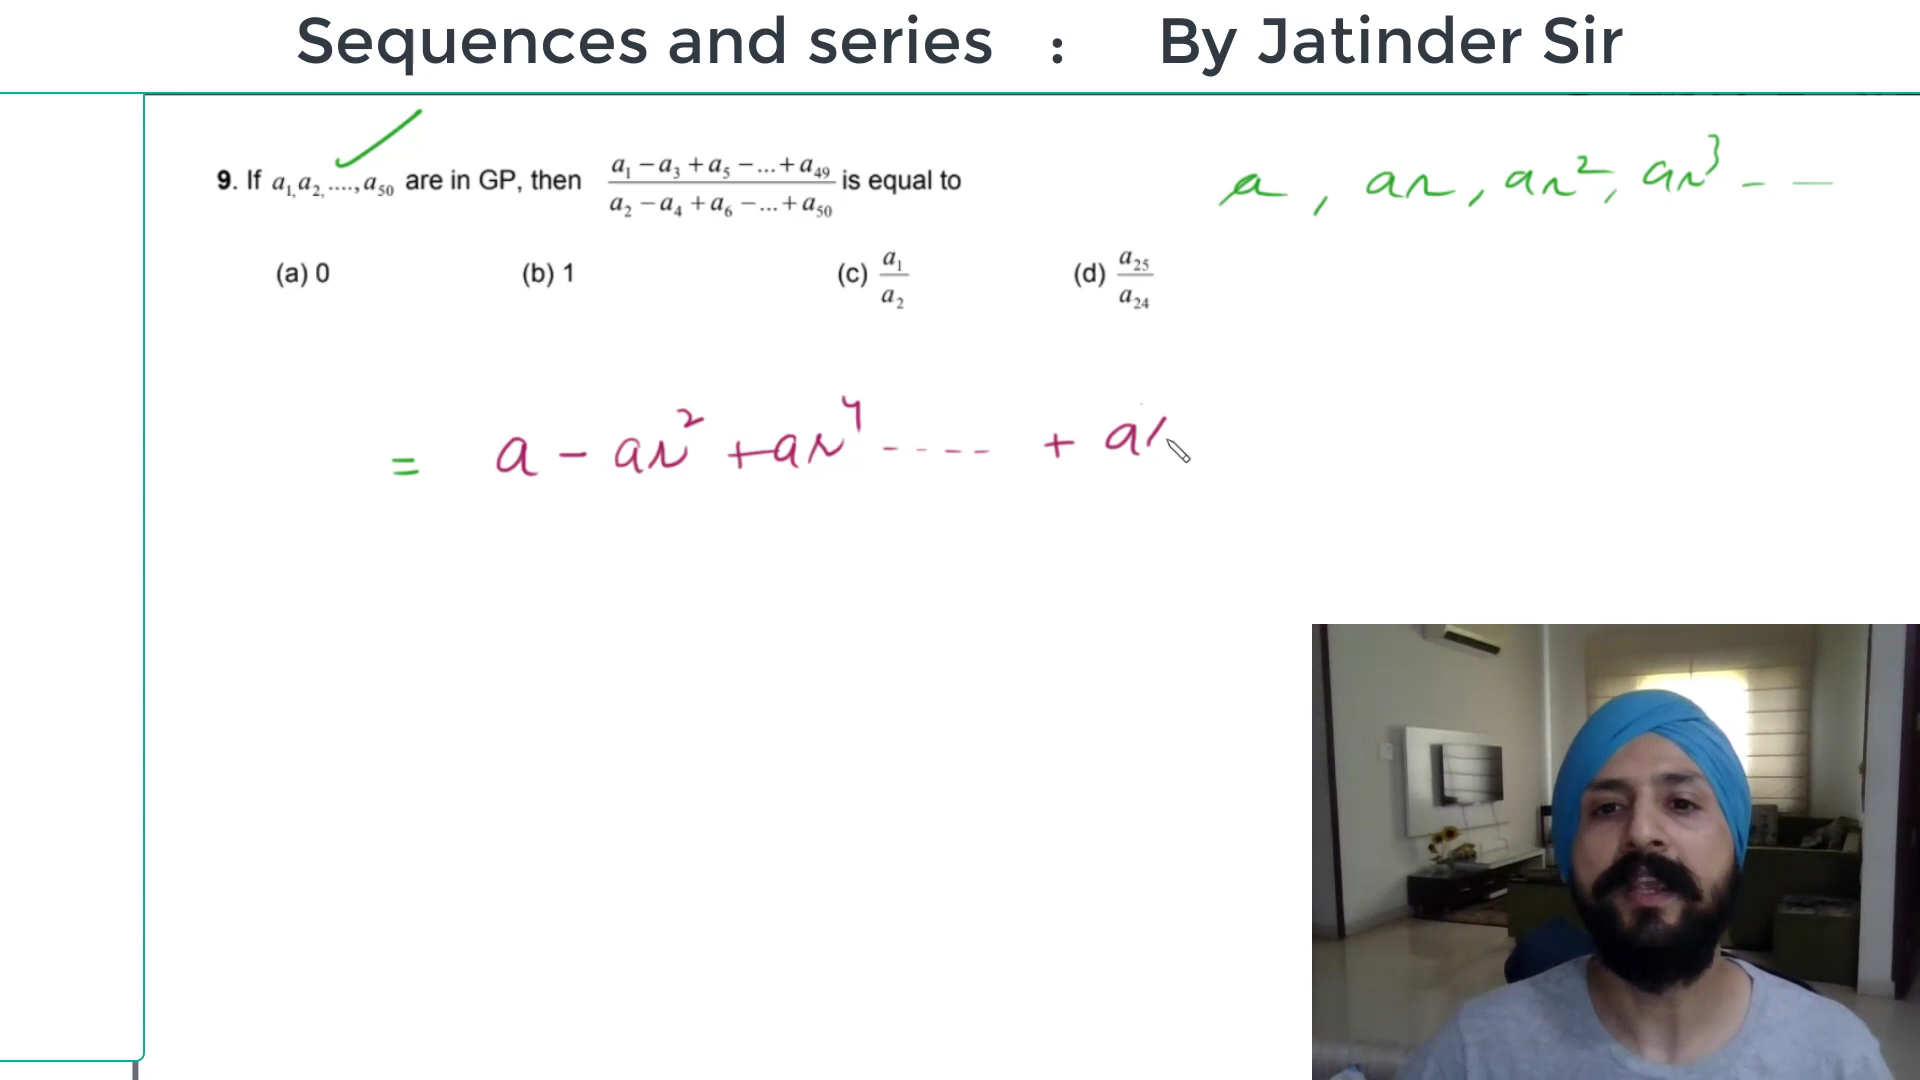 Sequences and series : By Jatinder Sir
9. If a₁, a₂, ...., a₅₀ are in GP, then (a₁ − a₃ + a₅ − ... + a₄₉)/(a₂ − a₄ + a₆ − ... + a₅₀) is equal to
a, ar, ar², ar³ - -
(a) 0 (b) 1 (c) a₁/a₂ (d) a₂₅/a₂₄
= a − ar² + ar⁴ - - - - + a